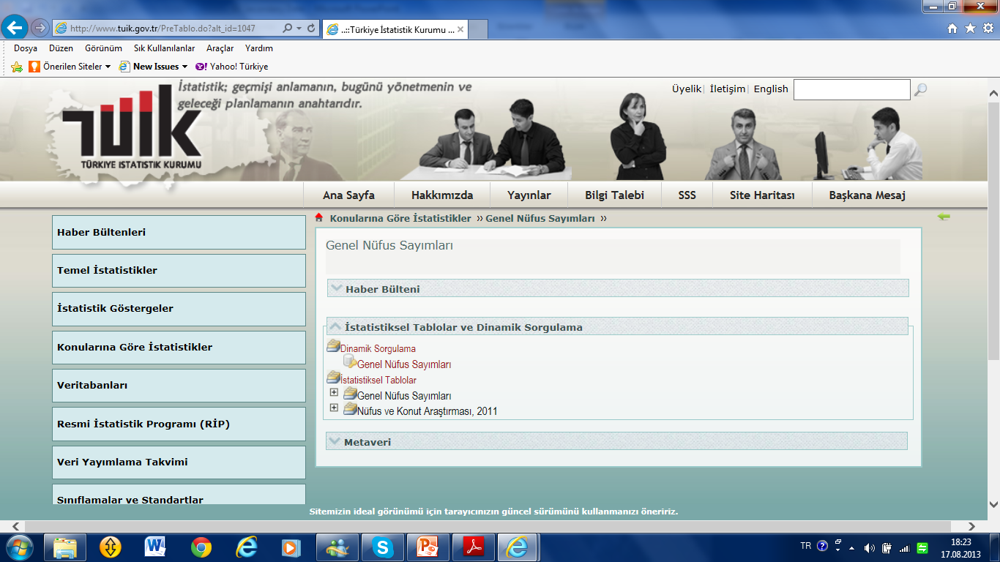 http://www.tuik.gov.tr/PreTablo.do?alt_id=1047
..::Türkiye İstatistik Kurumu ...
Dosya Düzen Görünüm Sık Kullanılanlar Araçlar Yardım
Önerilen Siteler New Issues Yahoo! Türkiye
İstatistik; geçmişi anlamanın, bugünü yönetmenin ve
geleceği planlamanın anahtarıdır.
Üyelik| İletişim| English
TUİK
TÜRKİYE İSTATİSTİK KURUMU
Ana Sayfa Hakkımızda Yayınlar Bilgi Talebi SSS Site Haritası Başkana Mesaj
Haber Bültenleri
Temel İstatistikler
İstatistik Göstergeler
Konularına Göre İstatistikler
Veritabanları
Resmi İstatistik Programı (RİP)
Veri Yayımlama Takvimi
Sınıflamalar ve Standartlar
Konularına Göre İstatistikler » Genel Nüfus Sayımları »
Genel Nüfus Sayımları
Haber Bülteni
İstatistiksel Tablolar ve Dinamik Sorgulama
Dinamik Sorgulama
Genel Nüfus Sayımları
İstatistiksel Tablolar
Genel Nüfus Sayımları
Nüfus ve Konut Araştırması, 2011
Metaveri
Sitemizin ideal görünümü için tarayıcınızın güncel sürümünü kullanmanızı öneririz.
TR
18:23
17.08.2013